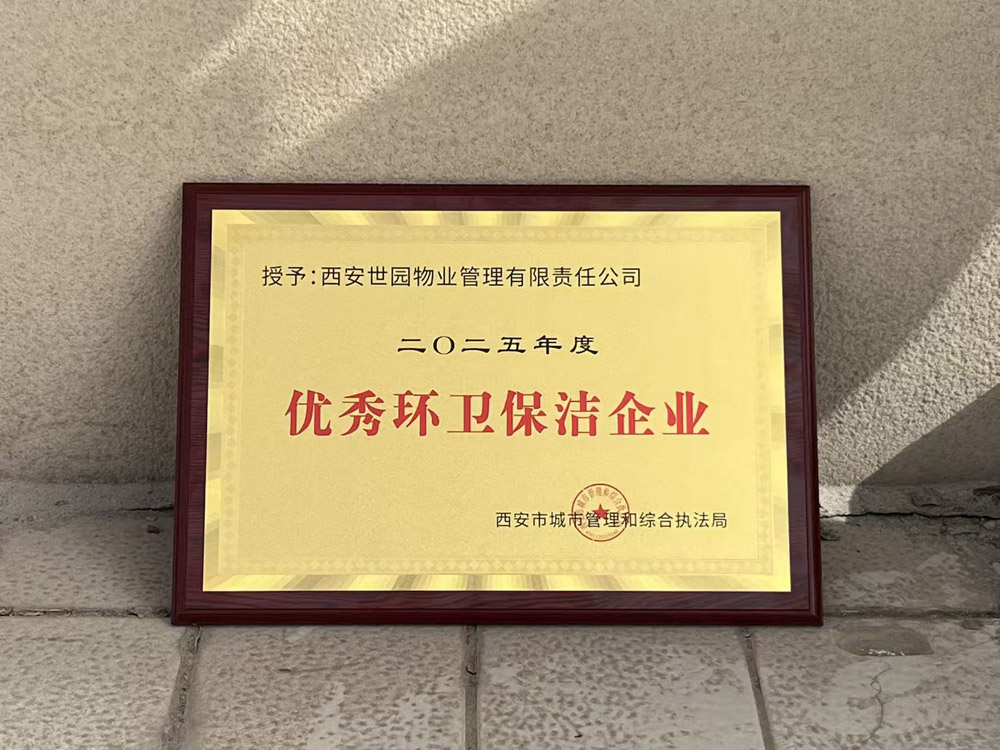 授予:西安世园物业管理有限责任公司
二〇二五年度
优秀环卫保洁企业
西安市城市管理和综合执法局